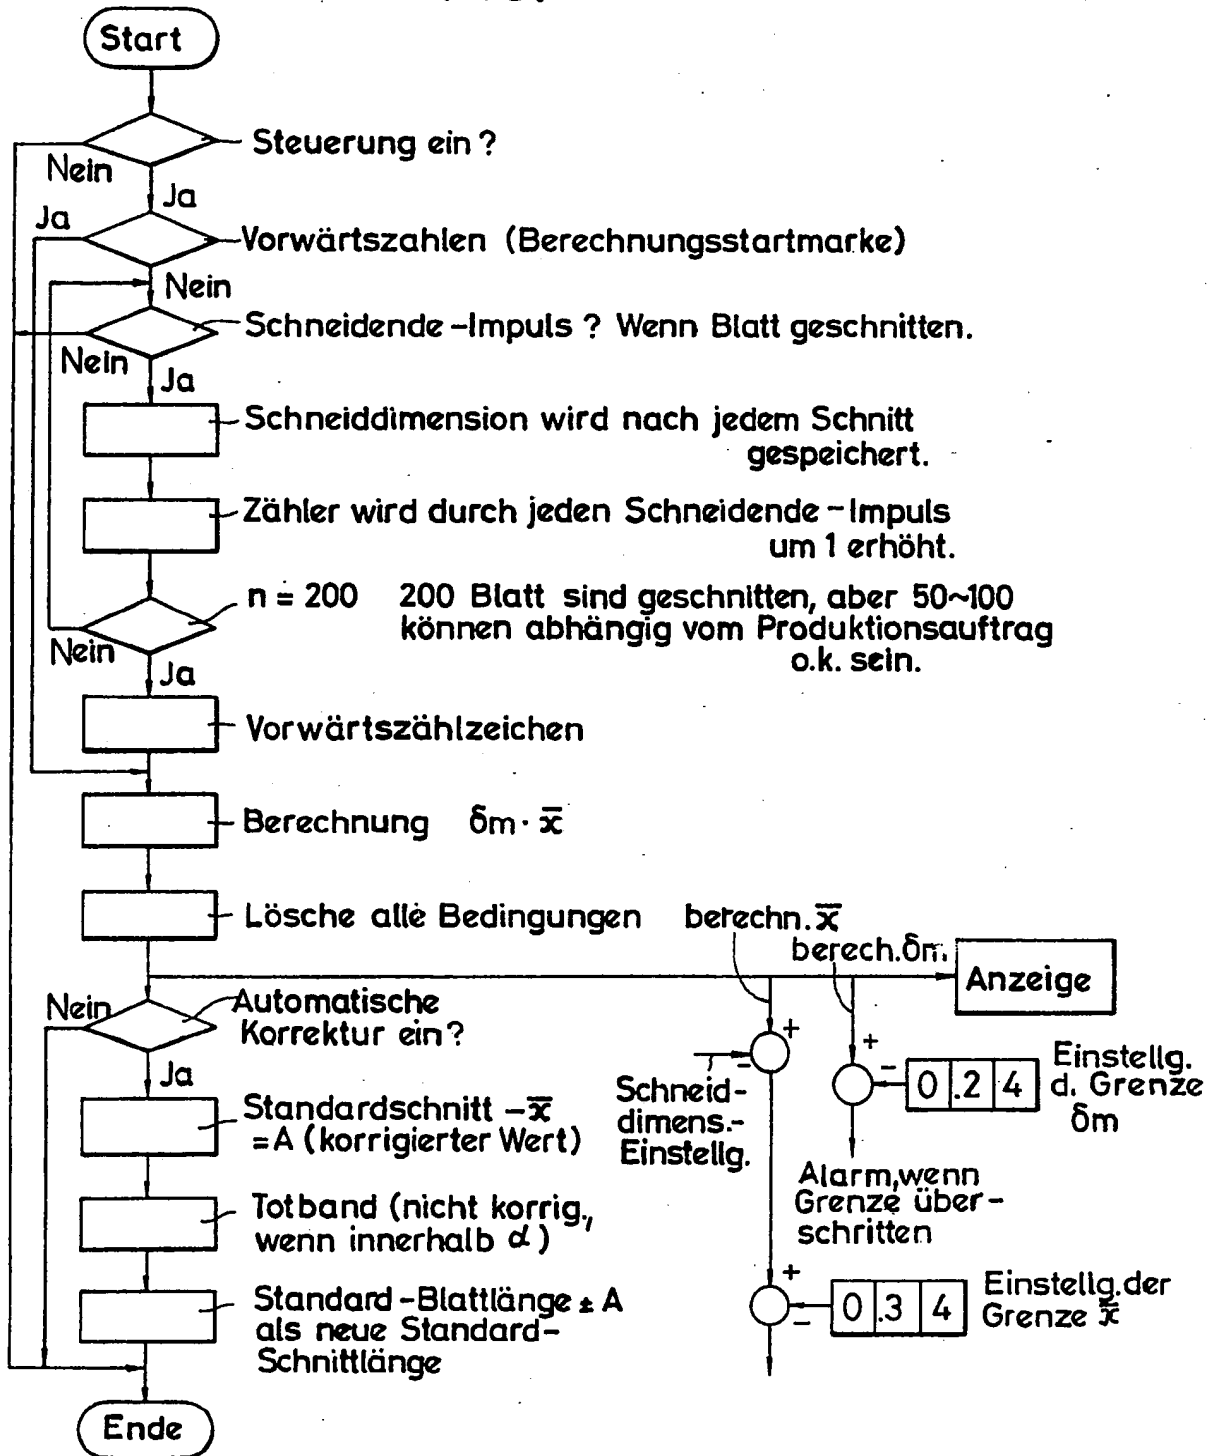 Start
Steuerung ein?
Nein
Ja
Ja
Vorwärtszahlen (Berechnungsstartmarke)
Nein
Schneidende-Impuls? Wenn Blatt geschnitten.
Nein
Ja
Schneiddimension wird nach jedem Schnitt
gespeichert.
Zähler wird durch jeden Schneidende-Impuls
um 1 erhöht.
n = 200 200 Blatt sind geschnitten, aber 50~100
können abhängig vom Produktionsauftrag
o.k. sein.
Nein
Ja
Vorwärtszählzeichen
Berechnung δm · x̅
Lösche alle Bedingungen
berechn. x̅
berech. δm.
Anzeige
Nein
Automatische
Korrektur ein?
Ja
+
-
Schneid-
dimens.-
Einstellg.
+
-
0.24
Einstellg.
d. Grenze
δm
Alarm, wenn
Grenze über-
schritten
Standardschnitt - x̅
= A (korrigierter Wert)
Totband (nicht korrig.,
wenn innerhalb α)
+
-
0.34
Einstellg. der
Grenze x̅
Standard-Blattlänge ± A
als neue Standard-
Schnittlänge
Ende